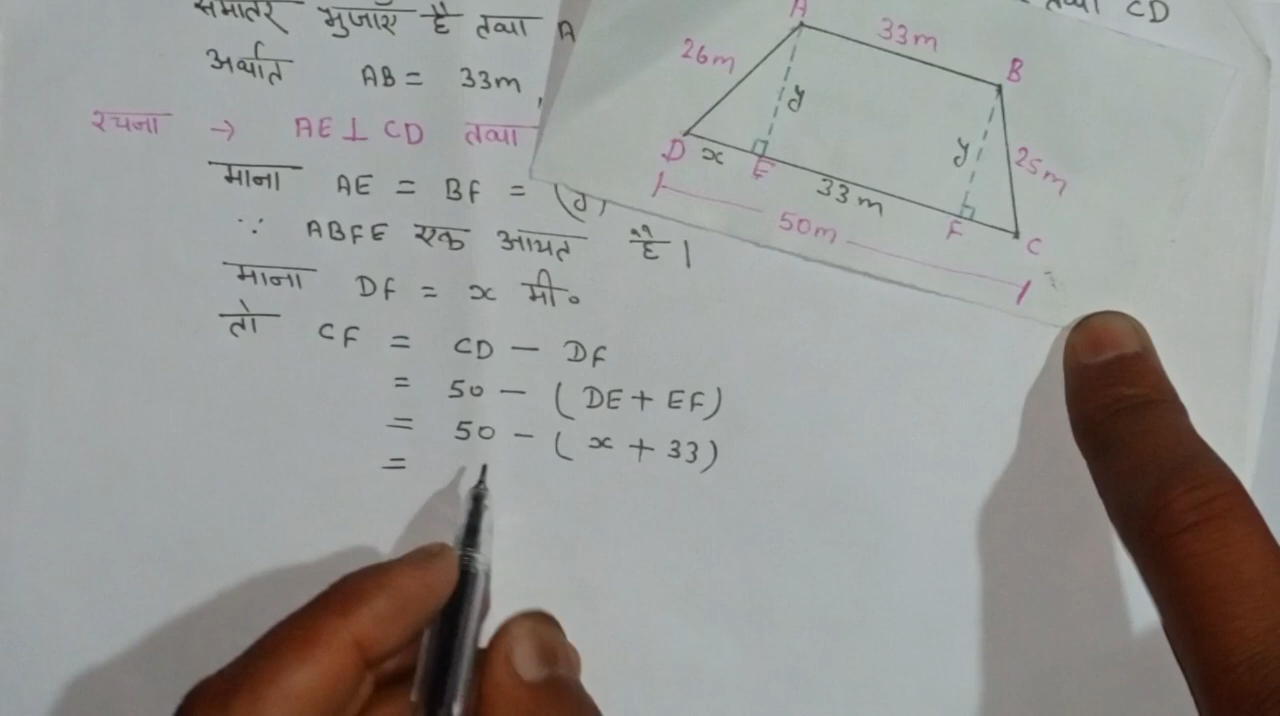 समांतर भुजाएँ है तथा A
तथा CD
अर्थात AB = 33m,
रचना → AE ⊥ CD तथा
माना AE = BF =
∵ ABFE एक आयत है।
माना DF = x मी०
तो CF = CD - DF
= 50 - (DE + EF)
= 50 - (x + 33)
=
A
33m
B
26m
y
y
25m
D
x
E
33m
F
C
50m